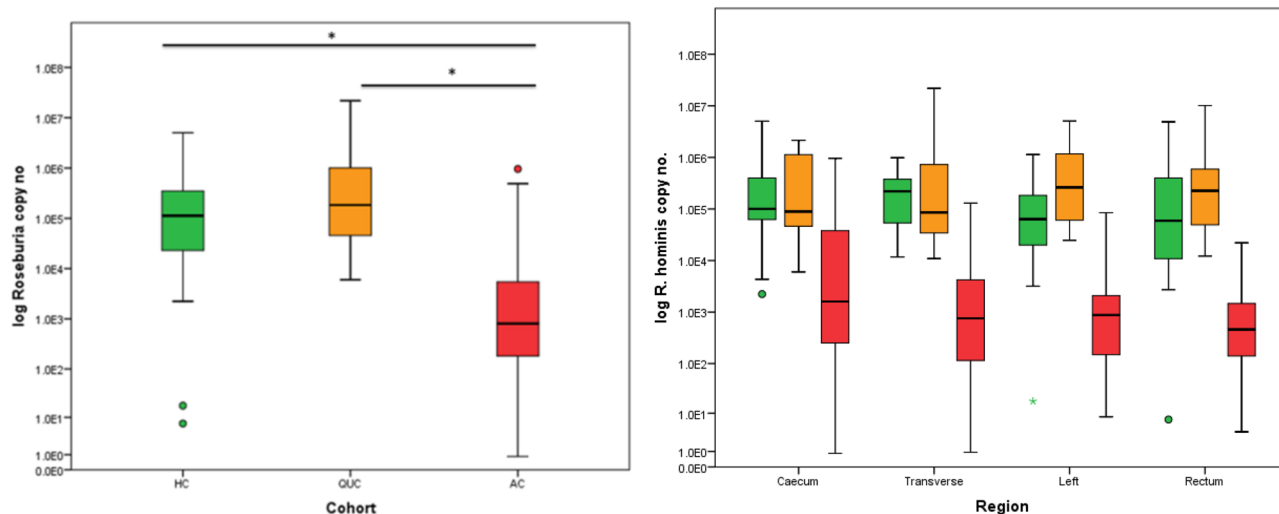 *
*
log Roseburia copy no
1.0E8
1.0E7
1.0E6
1.0E5
1.0E4
1.0E3
1.0E2
1.0E1
1.0E0
0.0E0
HC
QUC
AC
Cohort
log R. hominis copy no.
1.0E8
1.0E7
1.0E6
1.0E5
1.0E4
1.0E3
1.0E2
1.0E1
1.0E0
0.0E0
Caecum
Transverse
Left
Rectum
Region